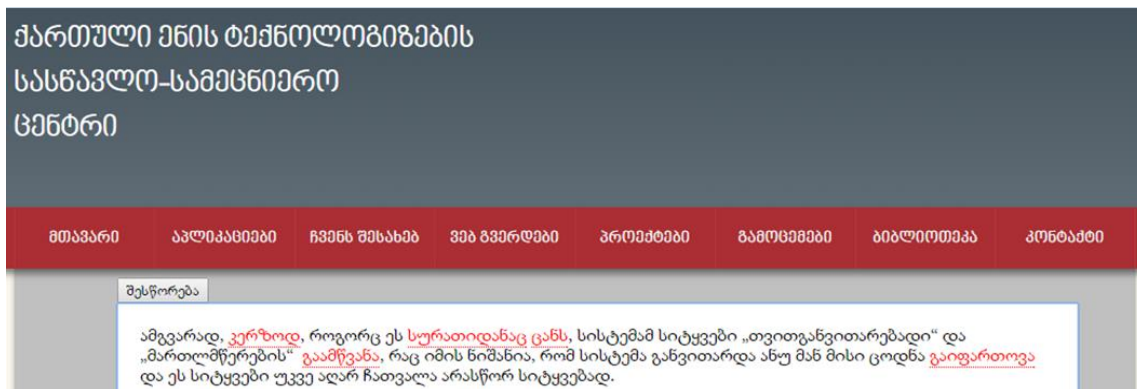 ქართული ენის ტექნოლოგიზების
სასწავლო-სამეცნიერო
ცენტრი
მთავარი აპლიკაციები ჩვენს შესახებ ვებ გვერდები პროექტები გამოცემები ბიბლიოთეკა კონტაქტი
შესწორება
ამგვარად, კერზოდ, როგორც ეს სურათიდანაც ცანს, სისტემამ სიტყვები „თვითგანვითარებადი“ და
„მართლმწერების“ გაამწვანა, რაც იმის ნიშანია, რომ სისტემა განვითარდა ანუ მან მისი ცოდნა გაიფართოვა
და ეს სიტყვები უკვე აღარ ჩათვალა არასწორ სიტყვებად.